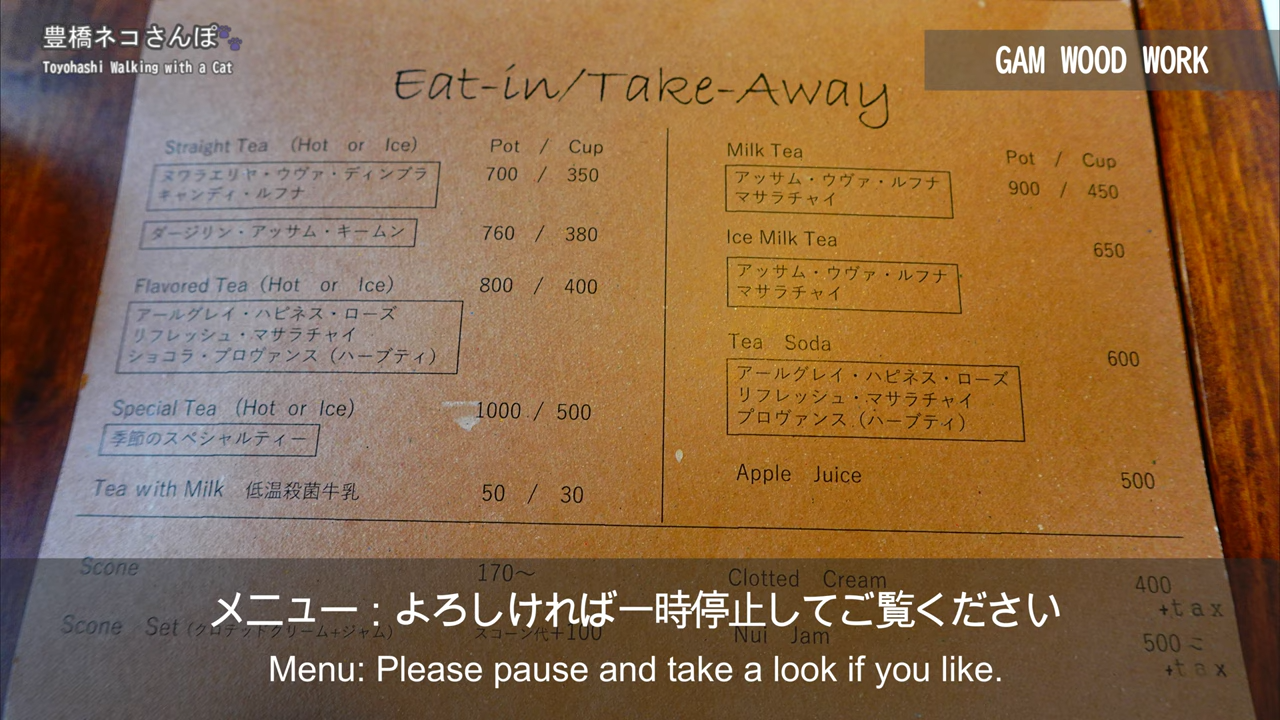 豊橋ネコさんぽ
Toyohashi Walking with a Cat
GAM WOOD WORK
Eat-in/Take-Away
Straight Tea (Hot or Ice) Pot / Cup
ヌワラエリヤ・ウヴァ・ディンブラ 700 / 350
キャンディ・ルフナ
ダージリン・アッサム・キームン 760 / 380
Flavored Tea (Hot or Ice) 800 / 400
アールグレイ・ハピネス・ローズ
リフレッシュ・マサラチャイ
ショコラ・プロヴァンス（ハーブティ）
Special Tea (Hot or Ice) 1000 / 500
季節のスペシャルティー
Tea with Milk 低温殺菌牛乳 50 / 30
Milk Tea Pot / Cup
アッサム・ウヴァ・ルフナ 900 / 450
マサラチャイ
Ice Milk Tea 650
アッサム・ウヴァ・ルフナ
マサラチャイ
Tea Soda 600
アールグレイ・ハピネス・ローズ
リフレッシュ・マサラチャイ
プロヴァンス（ハーブティ）
Apple Juice 500
Scone 170～
Scone Set (クロテッドクリーム+ジャム) スコーン代+100
Clotted Cream 400
+tax
Nui Jam 500
+tax
メニュー：よろしければ一時停止してご覧ください
Menu: Please pause and take a look if you like.